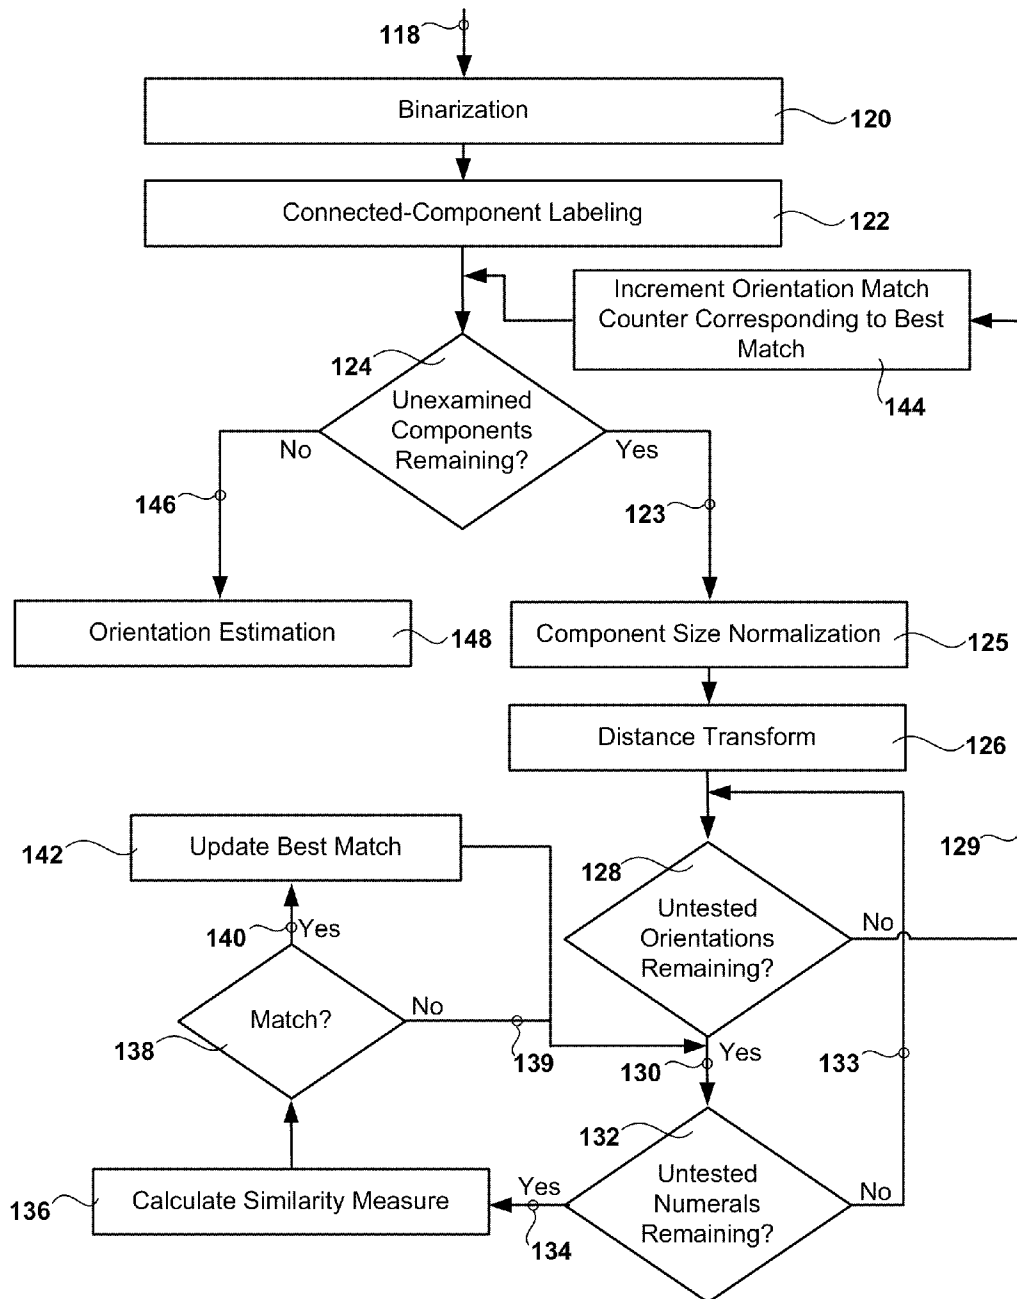 118
Binarization
120
Connected-Component Labeling
122
Increment Orientation Match
Counter Corresponding to Best
Match
144
124
Unexamined
Components
Remaining?
No
Yes
146
123
Orientation Estimation
148
Component Size Normalization
125
Distance Transform
126
142
Update Best Match
128
129
Untested
Orientations
Remaining?
No
140
Yes
Match?
No
138
139
130
Yes
133
132
Untested
Numerals
Remaining?
No
136
Calculate Similarity Measure
Yes
134